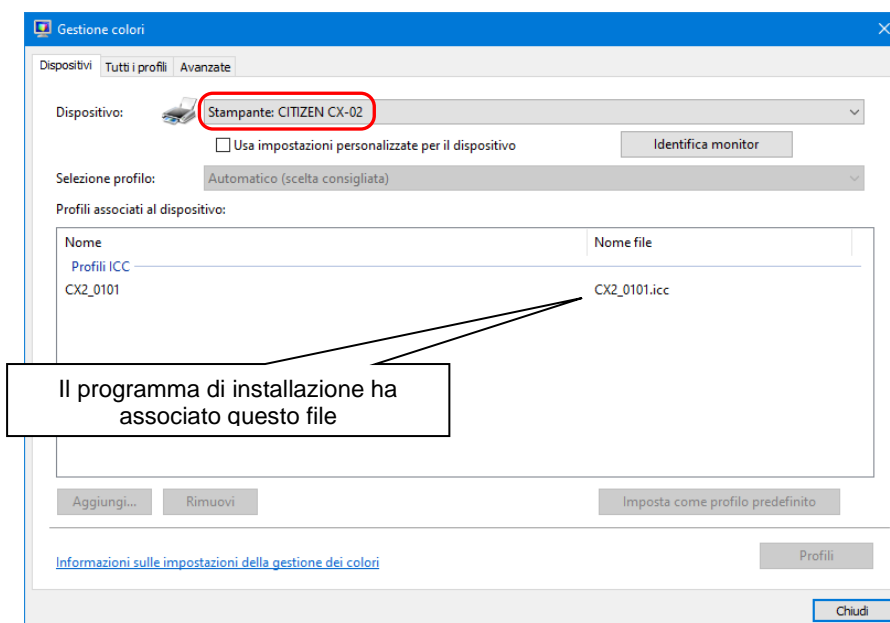 Gestione colori
Dispositivi Tutti i profili Avanzate
Dispositivo: Stampante: CITIZEN CX-02
Usa impostazioni personalizzate per il dispositivo Identifica monitor
Selezione profilo: Automatico (scelta consigliata)
Profili associati al dispositivo:
Nome Nome file
Profili ICC
CX2_0101 CX2_0101.icc
Il programma di installazione ha
associato questo file
Aggiungi... Rimuovi Imposta come profilo predefinito
Informazioni sulle impostazioni della gestione dei colori Profili
Chiudi